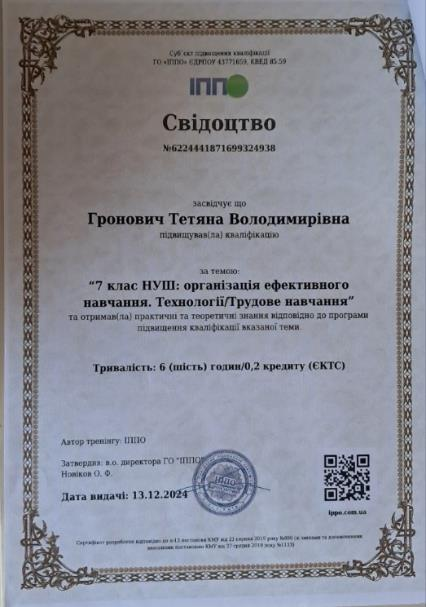 Суб'єкт підвищення кваліфікації
ГО «ІППО» ЄДРПОУ 43771659, КВЕД 85.59
ІППО
Свідоцтво
№6224441871699324938
засвідчує що
Гронович Тетяна Володимирівна
підвищував(ла) кваліфікацію
за темою:
“7 клас НУШ: організація ефективного
навчання. Технології/Трудове навчання”
та отримав(ла) практичні та теоретичні знання відповідно до програми
підвищення кваліфікації вказаної теми.
Тривалість: 6 (шість) годин/0,2 кредиту (ЄКТС)
Автор тренінгу: ІППО
Затвердив: в.о. директора ГО "ІППО"
Новіков О. Ф.
ІППО
Дата видачі: 13.12.2024
ippo.com.ua
Сертифікат розроблено відповідно до п.13 постанови КМУ від 21 серпня 2019 року №800 (зі змінами та доповненнями
внесеними постановою КМУ від 27 грудня 2019 року №1133)